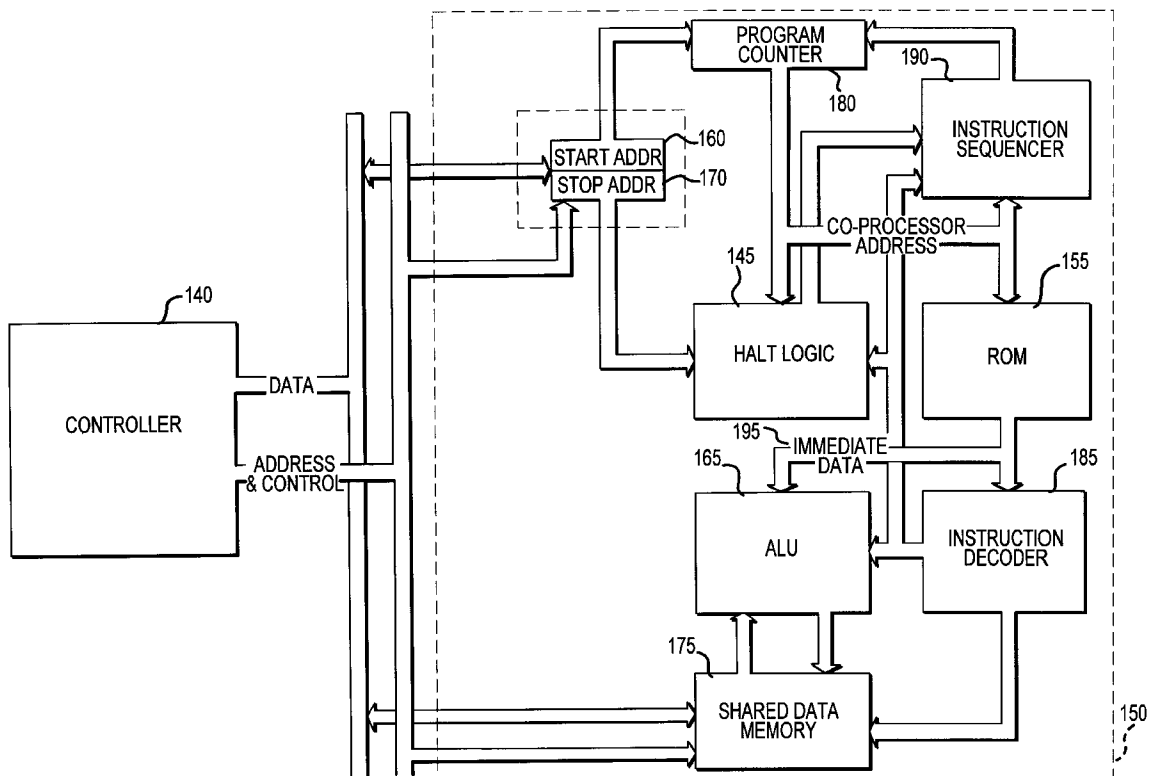 PROGRAM
COUNTER
180
190
INSTRUCTION
SEQUENCER
START ADDR
160
STOP ADDR
170
CO-PROCESSOR
ADDRESS
145
HALT LOGIC
155
ROM
140
CONTROLLER
DATA
ADDRESS
& CONTROL
195
IMMEDIATE
DATA
165
ALU
185
INSTRUCTION
DECODER
175
SHARED DATA
MEMORY
150